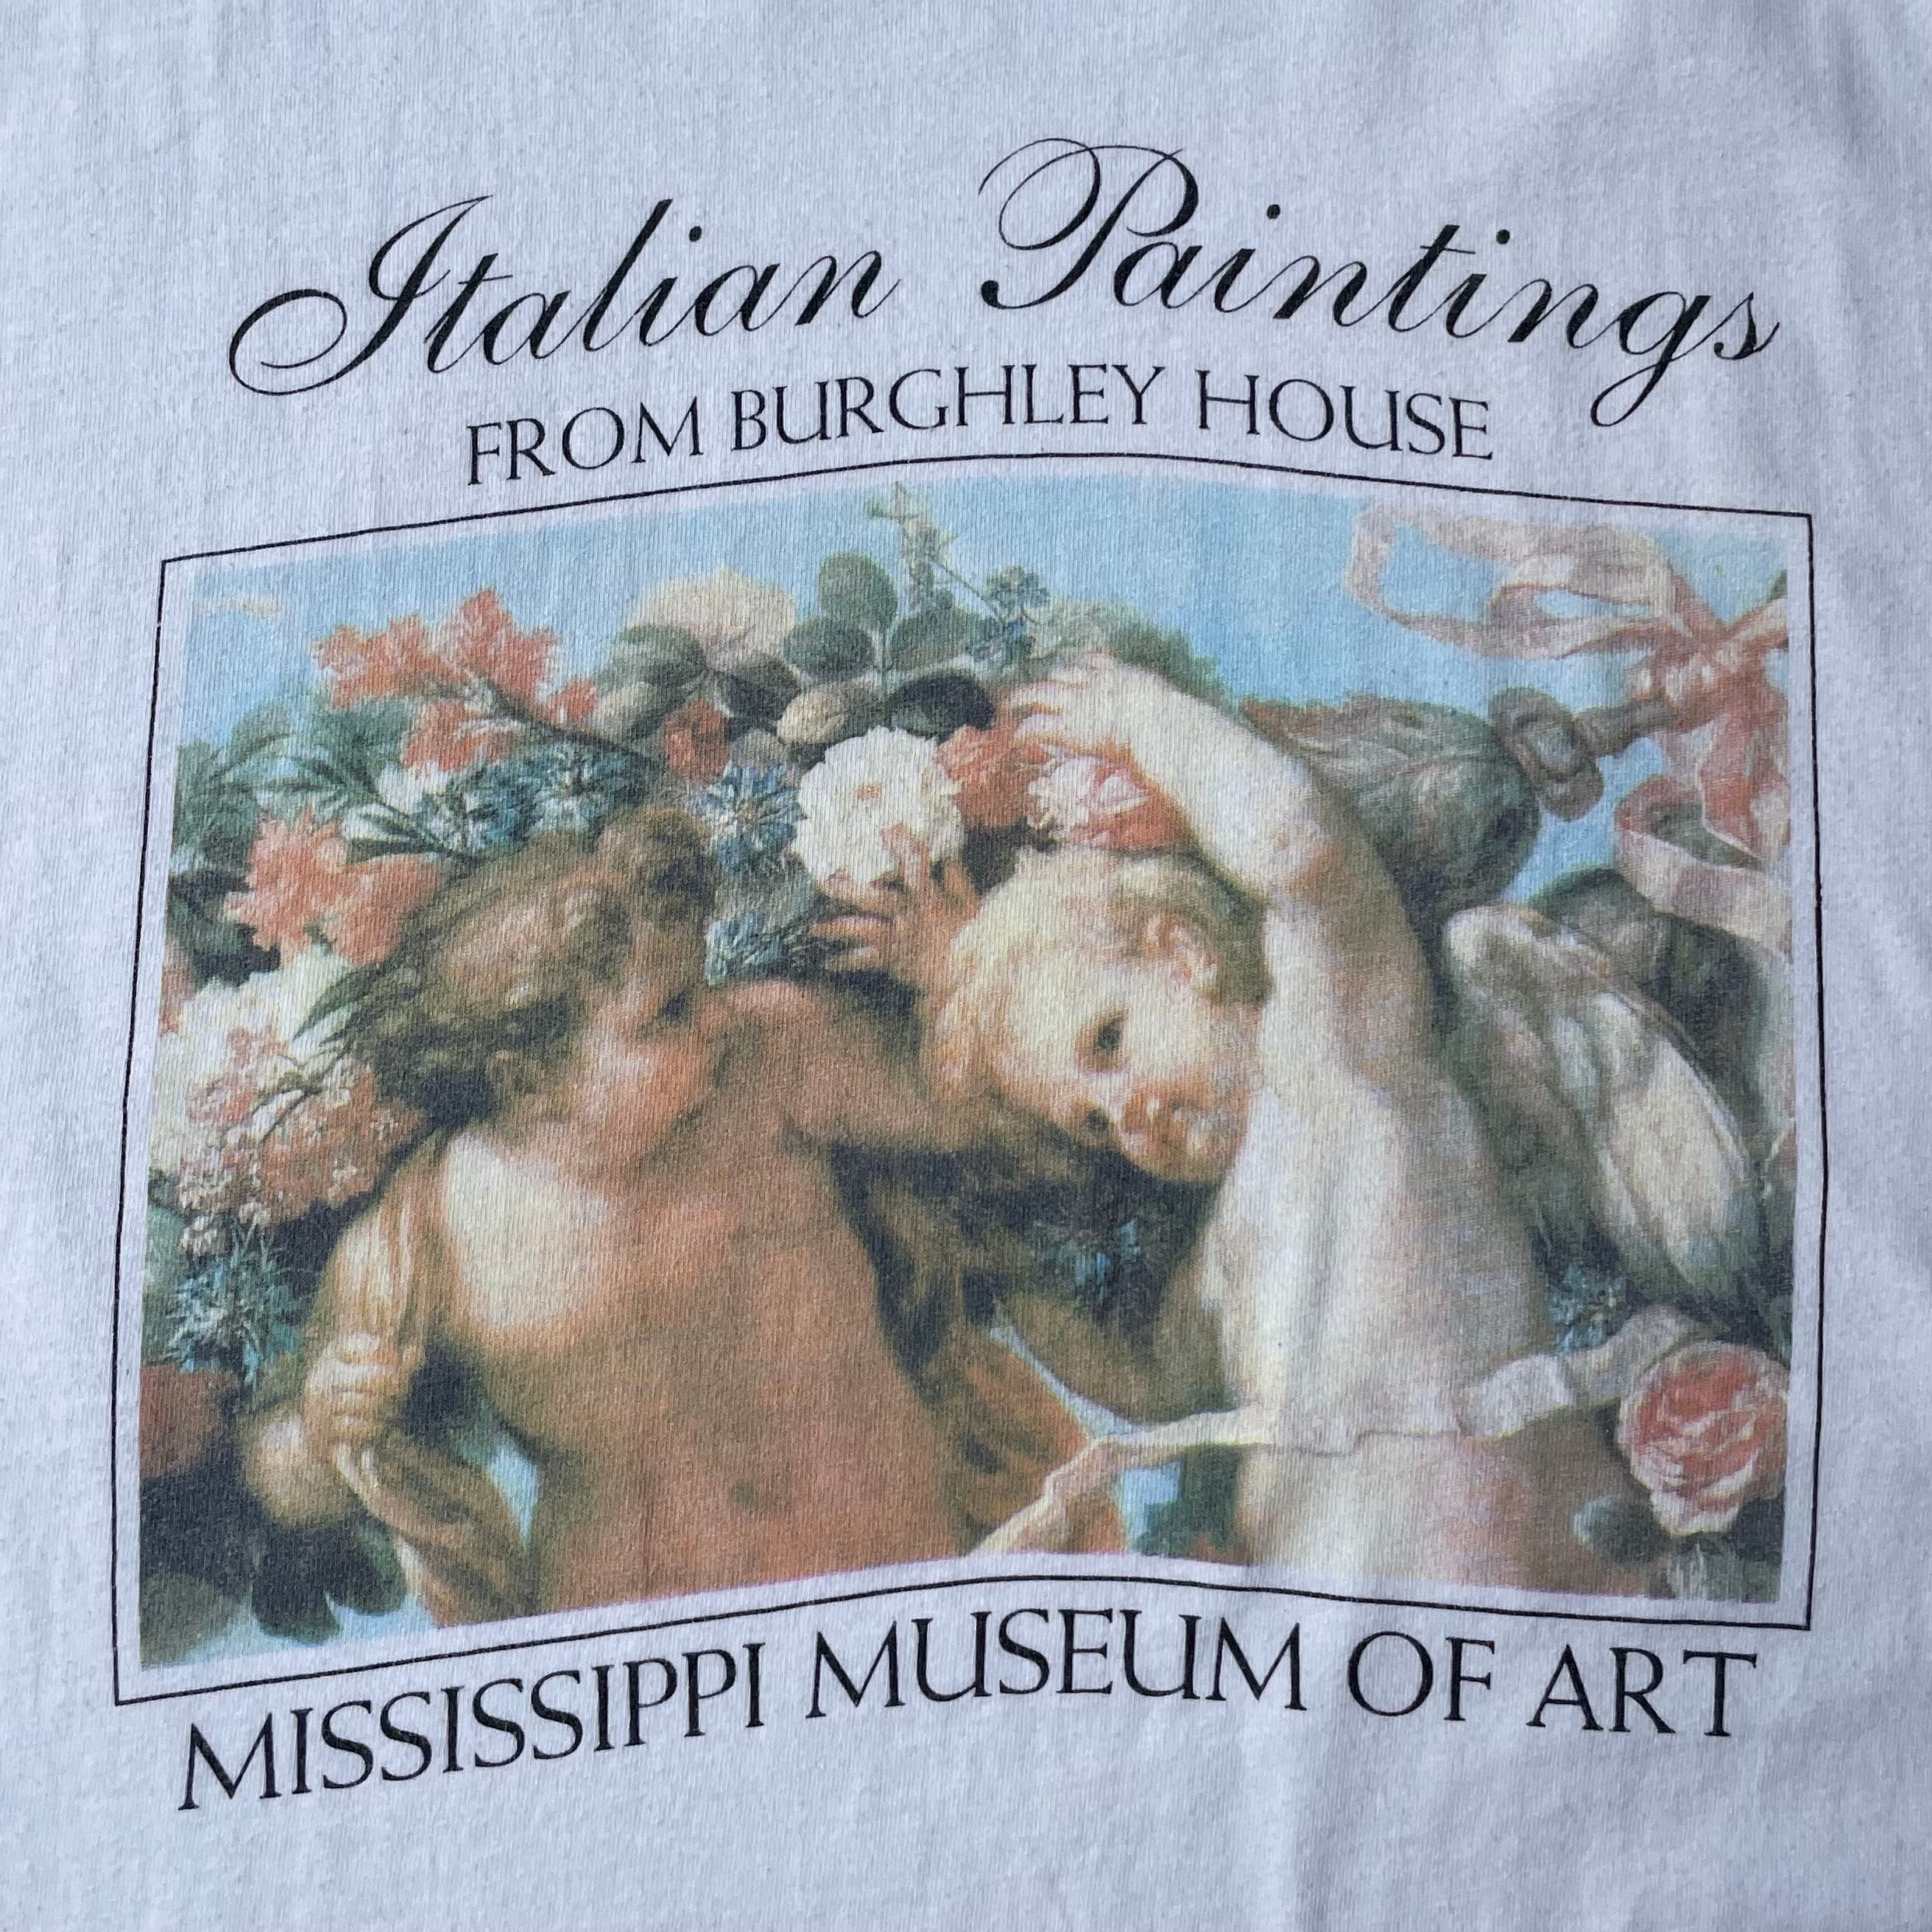 Italian Paintings
FROM BURGHLEY HOUSE
MISSISSIPPI MUSEUM OF ART